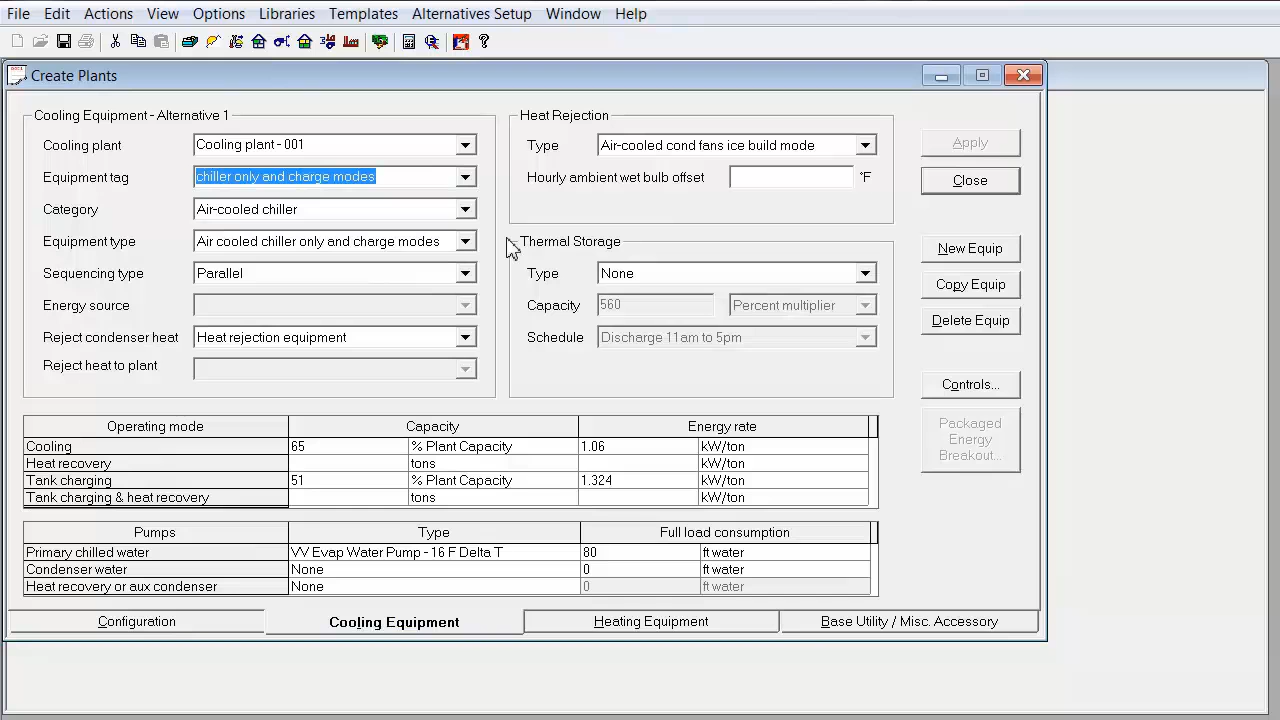 File Edit Actions View Options Libraries Templates Alternatives Setup Window Help
Create Plants
Cooling Equipment - Alternative 1
Cooling plant Cooling plant - 001
Equipment tag chiller only and charge modes
Category Air-cooled chiller
Equipment type Air cooled chiller only and charge modes
Sequencing type Parallel
Energy source
Reject condenser heat Heat rejection equipment
Reject heat to plant
Heat Rejection
Type Air-cooled cond fans ice build mode
Hourly ambient wet bulb offset °F
Thermal Storage
Type None
Capacity 560 Percent multiplier
Schedule Discharge 11am to 5pm
Apply
Close
New Equip
Copy Equip
Delete Equip
Controls...
Packaged
Energy
Breakout...
Operating mode Capacity Energy rate
Cooling 65 % Plant Capacity 1.06 kW/ton
Heat recovery tons kW/ton
Tank charging 51 % Plant Capacity 1.324 kW/ton
Tank charging & heat recovery tons kW/ton
Pumps Type Full load consumption
Primary chilled water VV Evap Water Pump - 16 F Delta T 80 ft water
Condenser water None 0 ft water
Heat recovery or aux condenser None 0 ft water
Configuration Cooling Equipment Heating Equipment Base Utility / Misc. Accessory